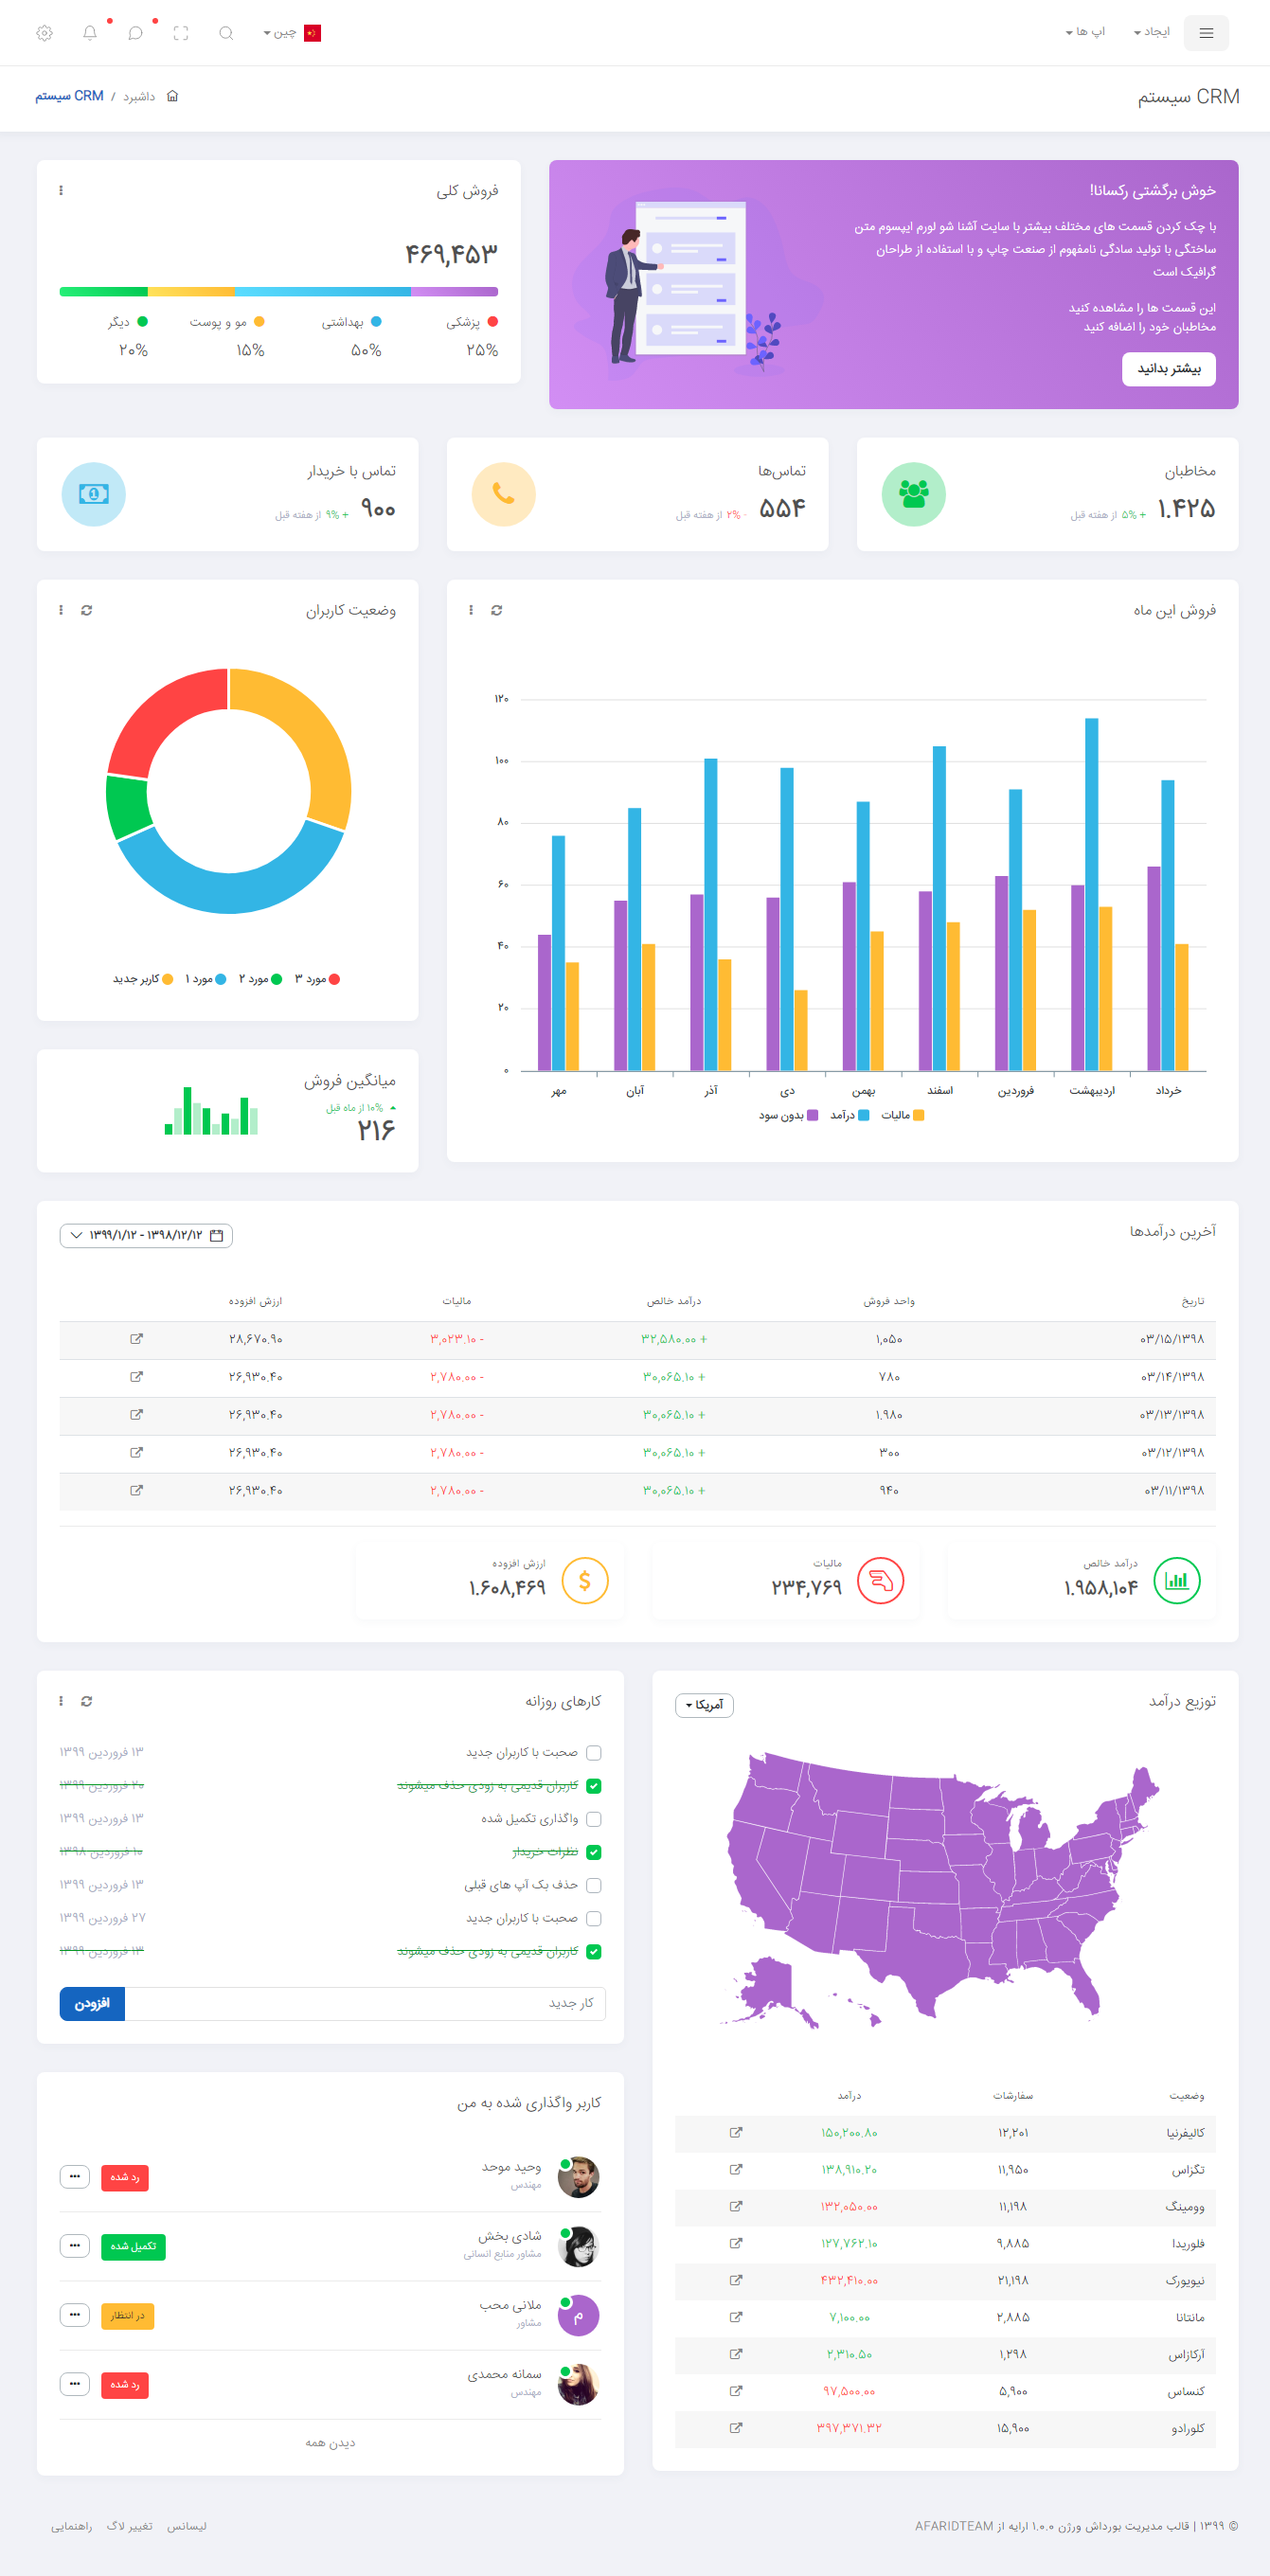 ایجاد
اپ ها
چین
CRM سیستم
داشبرد / CRM سیستم
خوش برگشتی رکسانا!
با چک کردن قسمت های مختلف بیشتر با سایت آشنا شو لورم ایپسوم متن
ساختگی با تولید سادگی نامفهوم از صنعت چاپ و با استفاده از طراحان
گرافیک است
این قسمت ها را مشاهده کنید
مخاطبان خود را اضافه کنید
بیشتر بدانید
فروش کلی
۴۶۹,۴۵۳
پزشکی
بهداشتی
مو و پوست
دیگر
۲۵%
۵۰%
۱۵%
۲۰%
مخاطبان
۱.۴۲۵ + ۵% از هفته قبل
تماس‌ها
۵۵۴ - ۲% از هفته قبل
تماس با خریدار
۹۰۰ + ۹% از هفته قبل
فروش این ماه
۱۲۰
۱۰۰
۸۰
۶۰
۴۰
۲۰
۰
خرداد
اردیبهشت
فروردین
اسفند
بهمن
دی
آذر
آبان
مهر
مالیات
درآمد
بدون سود
وضعیت کاربران
مورد ۳
مورد ۲
مورد ۱
کاربر جدید
میانگین فروش
۱۰% از ماه قبل
۲۱۶
آخرین درآمدها
۱۳۹۹/۱/۱۲ - ۱۳۹۸/۱۲/۱۲
تاریخ واحد فروش درآمد خالص مالیات ارزش افزوده
۰۳/۱۵/۱۳۹۸ ۱,۰۵۰ + ۳۲,۵۸۰.۰۰ - ۳,۰۲۳.۱۰ ۲۸,۶۷۰.۹۰
۰۳/۱۴/۱۳۹۸ ۷۸۰ + ۳۰,۰۶۵.۱۰ - ۲,۷۸۰.۰۰ ۲۶,۹۳۰.۴۰
۰۳/۱۳/۱۳۹۸ ۱.۹۸۰ + ۳۰,۰۶۵.۱۰ - ۲,۷۸۰.۰۰ ۲۶,۹۳۰.۴۰
۰۳/۱۲/۱۳۹۸ ۳۰۰ + ۳۰,۰۶۵.۱۰ - ۲,۷۸۰.۰۰ ۲۶,۹۳۰.۴۰
۰۳/۱۱/۱۳۹۸ ۹۴۰ + ۳۰,۰۶۵.۱۰ - ۲,۷۸۰.۰۰ ۲۶,۹۳۰.۴۰
درآمد خالص
۱.۹۵۸,۱۰۴
مالیات
۲۳۴,۷۶۹
ارزش افزوده
۱.۶۰۸,۴۶۹
توزیع درآمد
آمریکا
وضعیت سفارشات درآمد
کالیفرنیا ۱۲,۲۰۱ ۱۵۰,۲۰۰.۸۰
تگزاس ۱۱,۹۵۰ ۱۳۸,۹۱۰.۲۰
وومینگ ۱۱,۱۹۸ ۱۳۲,۰۵۰.۰۰
فلوریدا ۹,۸۸۵ ۱۲۷,۷۶۲.۱۰
نیویورک ۲۱,۱۹۸ ۴۳۲,۴۱۰.۰۰
مانتانا ۲,۸۸۵ ۷,۱۰۰.۰۰
آرکازاس ۱,۲۹۸ ۲,۳۱۰.۵۰
کنساس ۵,۹۰۰ ۹۷,۵۰۰.۰۰
کلورادو ۱۵,۹۰۰ ۳۹۷,۳۷۱.۳۲
کارهای روزانه
صحبت با کاربران جدید ۱۳ فروردین ۱۳۹۹
کاربران قدیمی به زودی حذف میشوند ۲۰ فروردین ۱۳۹۹
واگذاری تکمیل شده ۱۳ فروردین ۱۳۹۹
نظرات خریدار ۱۰ فروردین ۱۳۹۸
حذف بک آپ های قبلی ۱۳ فروردین ۱۳۹۹
صحبت با کاربران جدید ۲۷ فروردین ۱۳۹۹
کاربران قدیمی به زودی حذف میشوند ۱۳ فروردین ۱۳۹۹
کار جدید
افزودن
کاربر واگذاری شده به من
وحید موحد
مهندس
رد شده
شادی بخش
مشاور منابع انسانی
تکمیل شده
م
ملانی محب
مشاور
در انتظار
سمانه محمدی
مهندس
رد شده
دیدن همه
© ۱۳۹۹ | قالب مدیریت بورداش ورژن ۱.۰.۰ ارایه از AFARIDTEAM
لیسانس
تغییر لاگ
راهنمایی